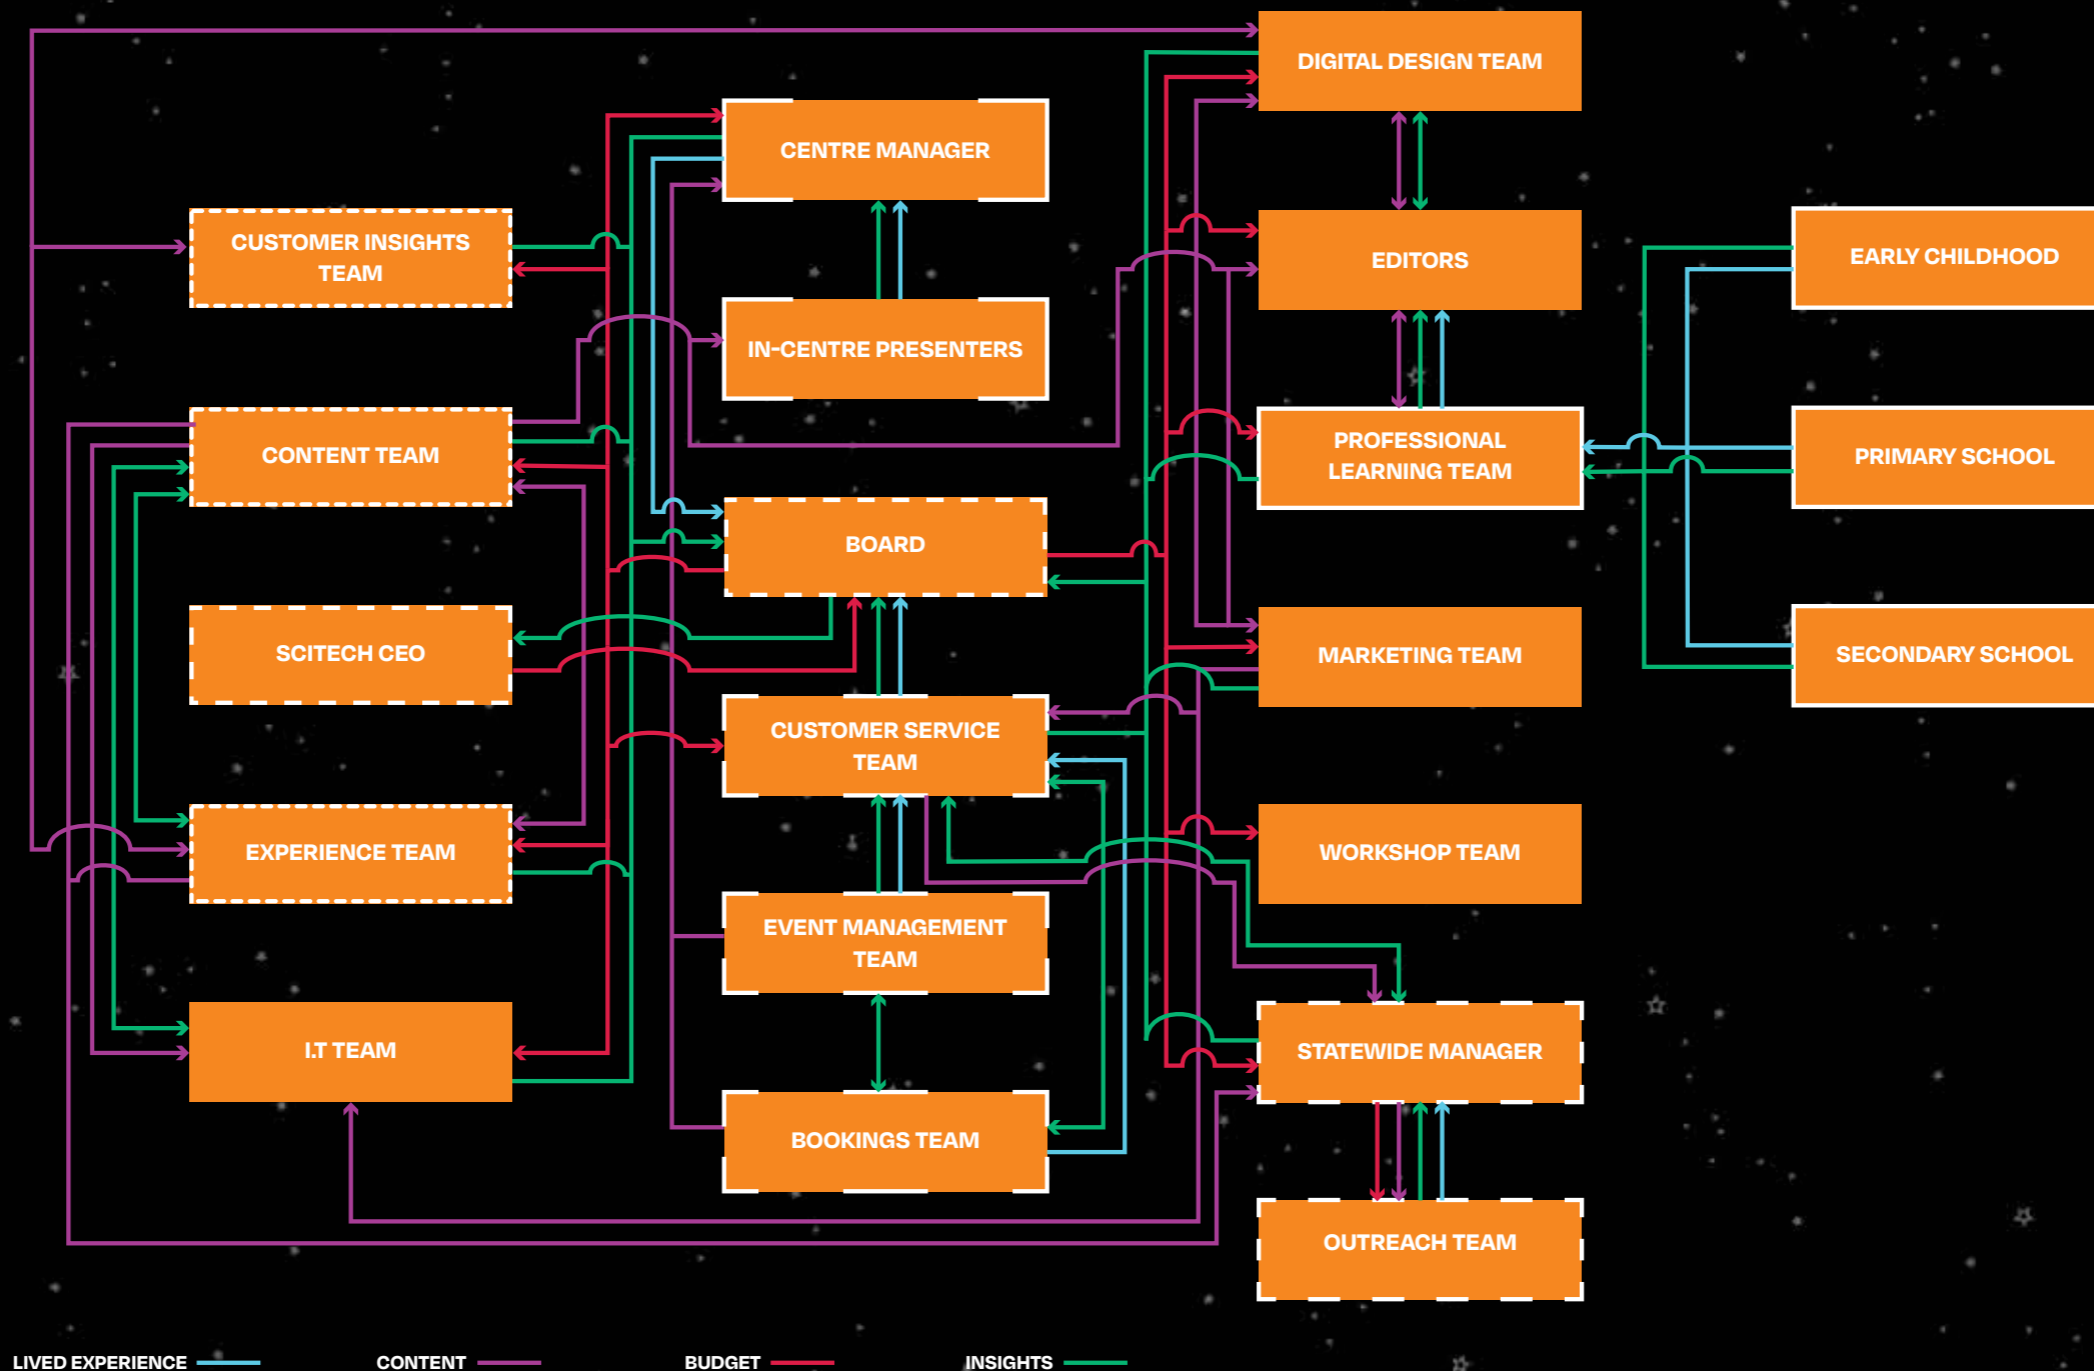 DIGITAL DESIGN TEAM
CENTRE MANAGER
CUSTOMER INSIGHTS
TEAM
EDITORS
EARLY CHILDHOOD
IN-CENTRE PRESENTERS
CONTENT TEAM
PROFESSIONAL
LEARNING TEAM
PRIMARY SCHOOL
BOARD
SCITECH CEO
MARKETING TEAM
SECONDARY SCHOOL
CUSTOMER SERVICE
TEAM
EXPERIENCE TEAM
WORKSHOP TEAM
EVENT MANAGEMENT
TEAM
I.T TEAM
STATEWIDE MANAGER
BOOKINGS TEAM
OUTREACH TEAM
LIVED EXPERIENCE
CONTENT
BUDGET
INSIGHTS